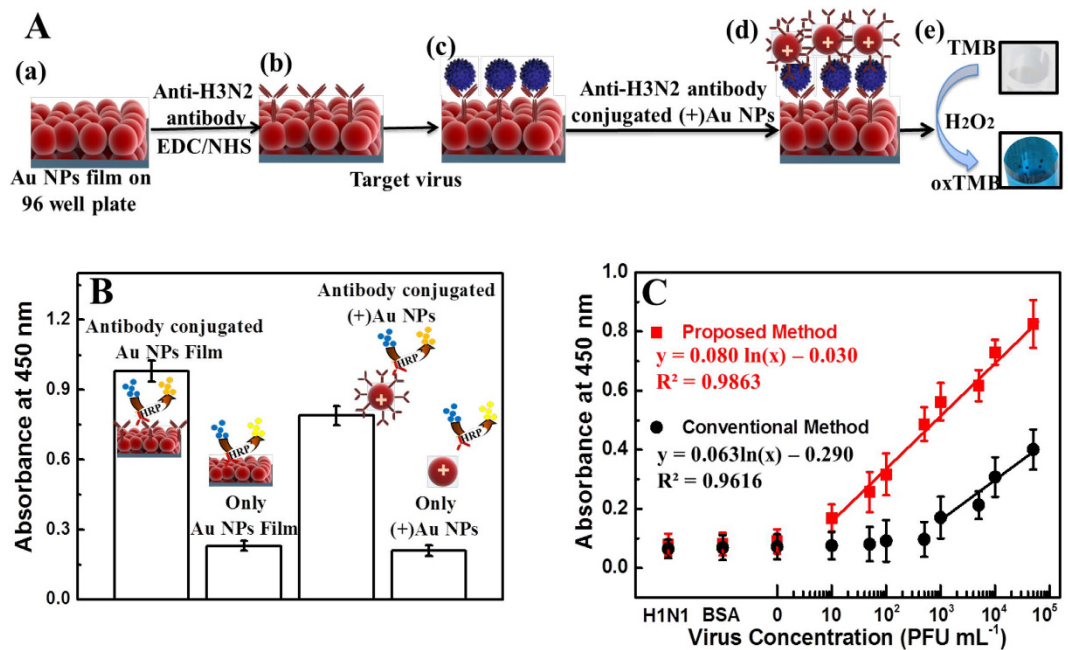 A
(a)
Au NPs film on
96 well plate
Anti-H3N2
antibody
EDC/NHS
(b)
Target virus
(c)
Anti-H3N2 antibody
conjugated (+)Au NPs
(d)
+ + +
(e)
TMB
H2O2
oxTMB
B
Absorbance at 450 nm
1.2
0.9
0.6
0.3
0.0
Antibody conjugated
Au NPs Film
HRP
HRP
Only
Au NPs Film
Antibody conjugated
(+)Au NPs
HRP
+
HRP
+
Only
(+)Au NPs
C
Absorbance at 450 nm
1.0
0.8
0.6
0.4
0.2
0.0
Proposed Method
y = 0.080 ln(x) – 0.030
R² = 0.9863
Conventional Method
y = 0.063ln(x) – 0.290
R² = 0.9616
H1N1 BSA 0 10 10² 10³ 10⁴ 10⁵
Virus Concentration (PFU mL⁻¹)